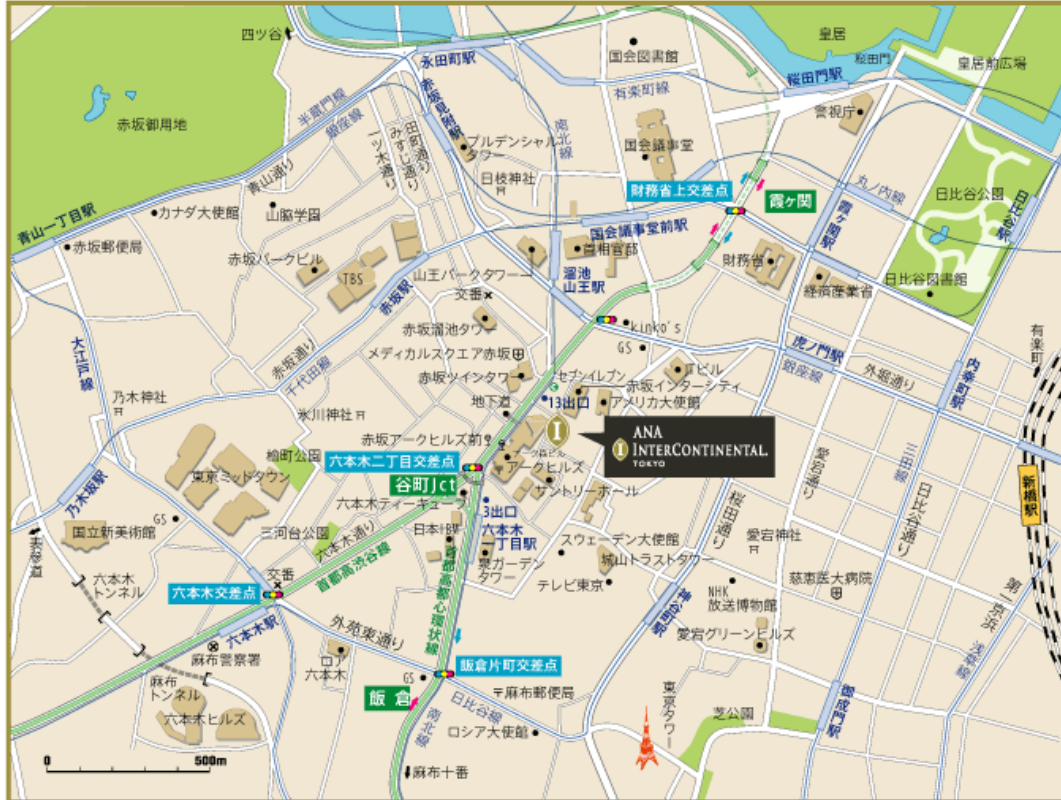 四ツ谷
永田町駅
国会図書館
皇居
桜田門
皇居前広場
桜田門駅
有楽町線
赤坂見附駅
半蔵門線
銀座線
赤坂御用地
一ツ木通り
みすじ通り
田町通り
プルデンシャル
タワー
南北線
国会議事堂
警視庁
日枝神社
財務省上交差点
霞ヶ関
丸ノ内線
日比谷公園
日比谷駅
青山通り
カナダ大使館
山脇学園
青山一丁目駅
赤坂郵便局
国会議事堂前駅
霞ヶ関駅
赤坂パークビル
TBS
首相官邸
財務省
山王パークタワー
溜池
山王駅
経済産業省
日比谷図書館
交番
赤坂駅
赤坂溜池タワー
kinko's
GS
有楽町
大江戸線
メディカルスクエア赤坂
虎ノ門駅
銀座線
外堀通り
内幸町駅
赤坂通り
千代田線
赤坂ツインタワー
セブンイレブン
赤坂インターシティ
アメリカ大使館
乃木神社
氷川神社
地下道
13出口
ANA
INTERCONTINENTAL
TOKYO
赤坂アークヒルズ前
檜町公園
六本木二丁目交差点
アークヒルズ
谷町Jct
サントリーホール
愛宕通り
三田線
日比谷通り
新橋駅
乃木坂駅
東京ミッドタウン
六本木ティーキューブ
3出口
桜田通り
国立新美術館
GS
三河台公園
六本木通り
首都高渋谷線
日本IBM
六本木
一丁目駅
泉ガーデン
タワー
スウェーデン大使館
城山トラストタワー
愛宕神社
表参道
六本木
トンネル
交番
テレビ東京
NHK
放送博物館
慈恵医大病院
第一京浜
六本木交差点
首都高都心環状線
神谷町駅
六本木駅
外苑東通り
愛宕グリーンヒルズ
浅草線
麻布警察署
ロア
六本木
飯倉片町交差点
麻布
トンネル
GS
飯倉
日比谷線
〒麻布郵便局
東京タワー
芝公園
御成門駅
六本木ヒルズ
南北線
ロシア大使館
麻布十番
0
500m